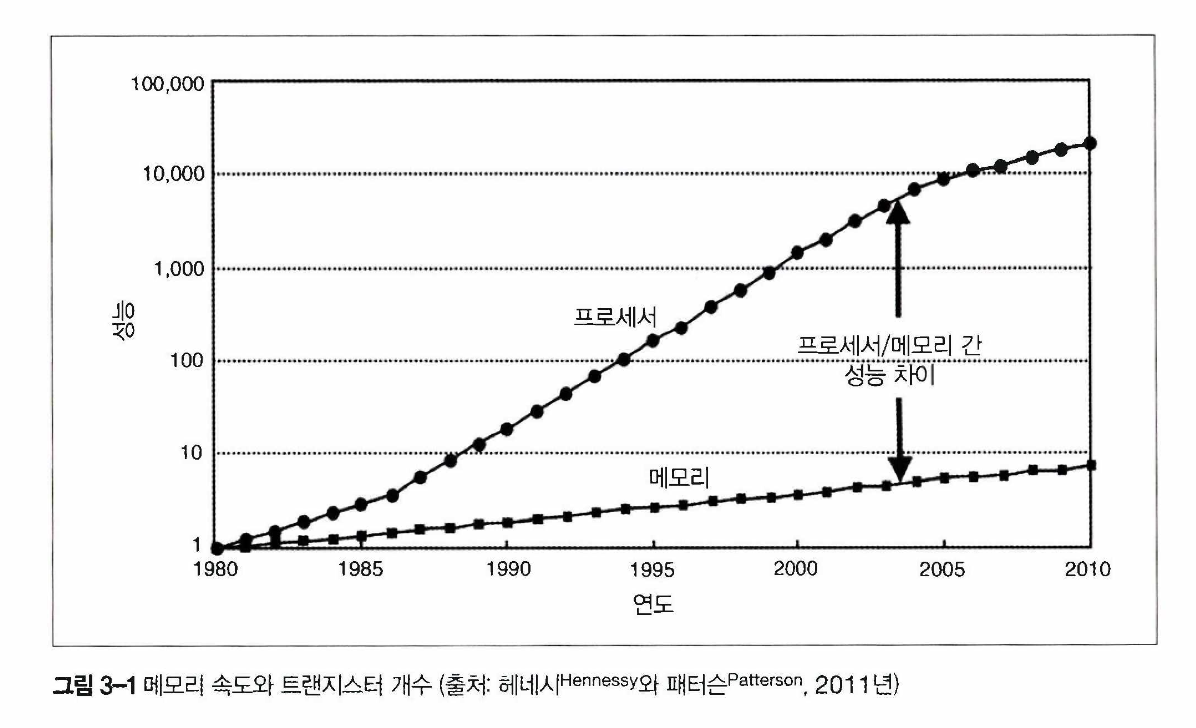 100,000
10,000
1,000
100
10
1
성능
프로세서
프로세서/메모리 간
성능 차이
메모리
1980 1985 1990 1995 2000 2005 2010
연도
그림 3–1 메모리 속도와 트랜지스터 개수 (출처: 헤네시Hennessy와 패터슨Patterson, 2011년)